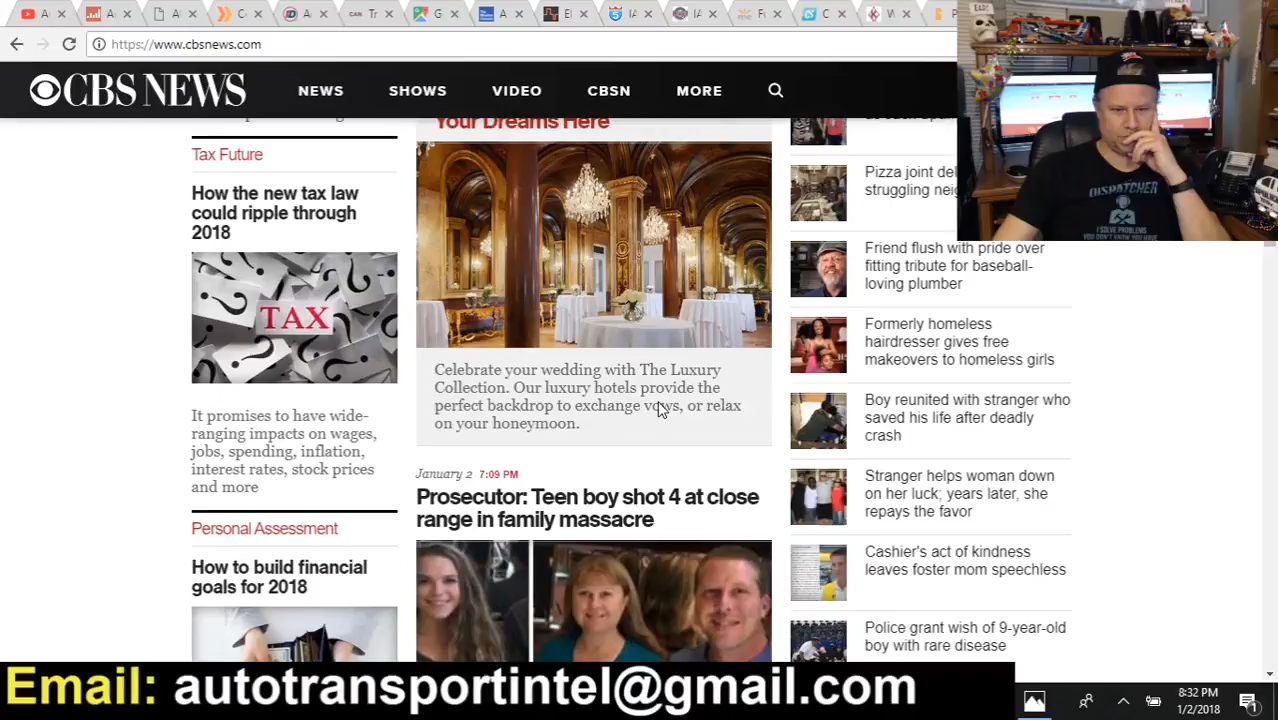 https://www.cbsnews.com
CBS NEWS
NEWS
SHOWS
VIDEO
CBSN
MORE
Tax Future
How the new tax law
could ripple through
2018
TAX
It promises to have wide-
ranging impacts on wages,
jobs, spending, inflation,
interest rates, stock prices
and more
Personal Assessment
How to build financial
goals for 2018
Your Dreams Here
Celebrate your wedding with The Luxury
Collection. Our luxury hotels provide the
perfect backdrop to exchange vows, or relax
on your honeymoon.
January 2 7:09 PM
Prosecutor: Teen boy shot 4 at close
range in family massacre
Pizza joint del
struggling neig
Friend flush with pride over
fitting tribute for baseball-
loving plumber
Formerly homeless
hairdresser gives free
makeovers to homeless girls
Boy reunited with stranger who
saved his life after deadly
crash
Stranger helps woman down
on her luck; years later, she
repays the favor
Cashier's act of kindness
leaves foster mom speechless
Police grant wish of 9-year-old
boy with rare disease
DISPATCHER
I SOLVE PROBLEMS
YOU DON'T KNOW YOU
HAVE
Email: autotransportintel@gmail.com
8:32 PM
1/2/2018